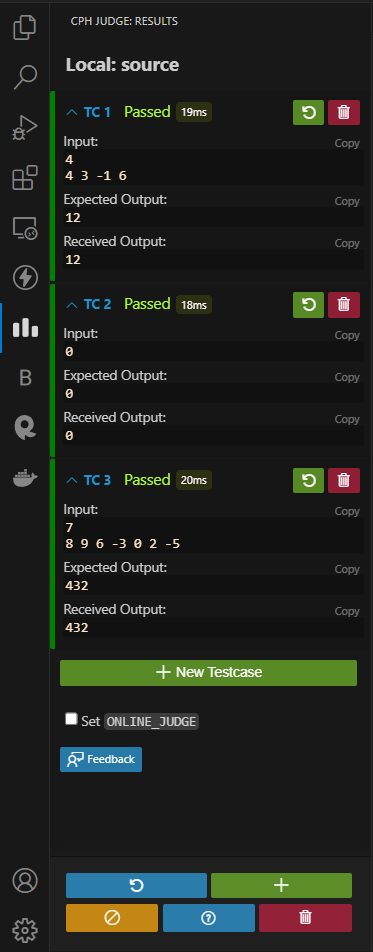 CPH JUDGE: RESULTS
Local: source
TC 1 Passed 19ms
Input:
Copy
4
4 3 -1 6
Expected Output:
Copy
12
Received Output:
Copy
12
TC 2 Passed 18ms
Input:
Copy
0
Expected Output:
Copy
0
Received Output:
Copy
0
TC 3 Passed 20ms
Input:
Copy
7
8 9 6 -3 0 2 -5
Expected Output:
Copy
432
Received Output:
Copy
432
New Testcase
Set ONLINE_JUDGE
Feedback
B